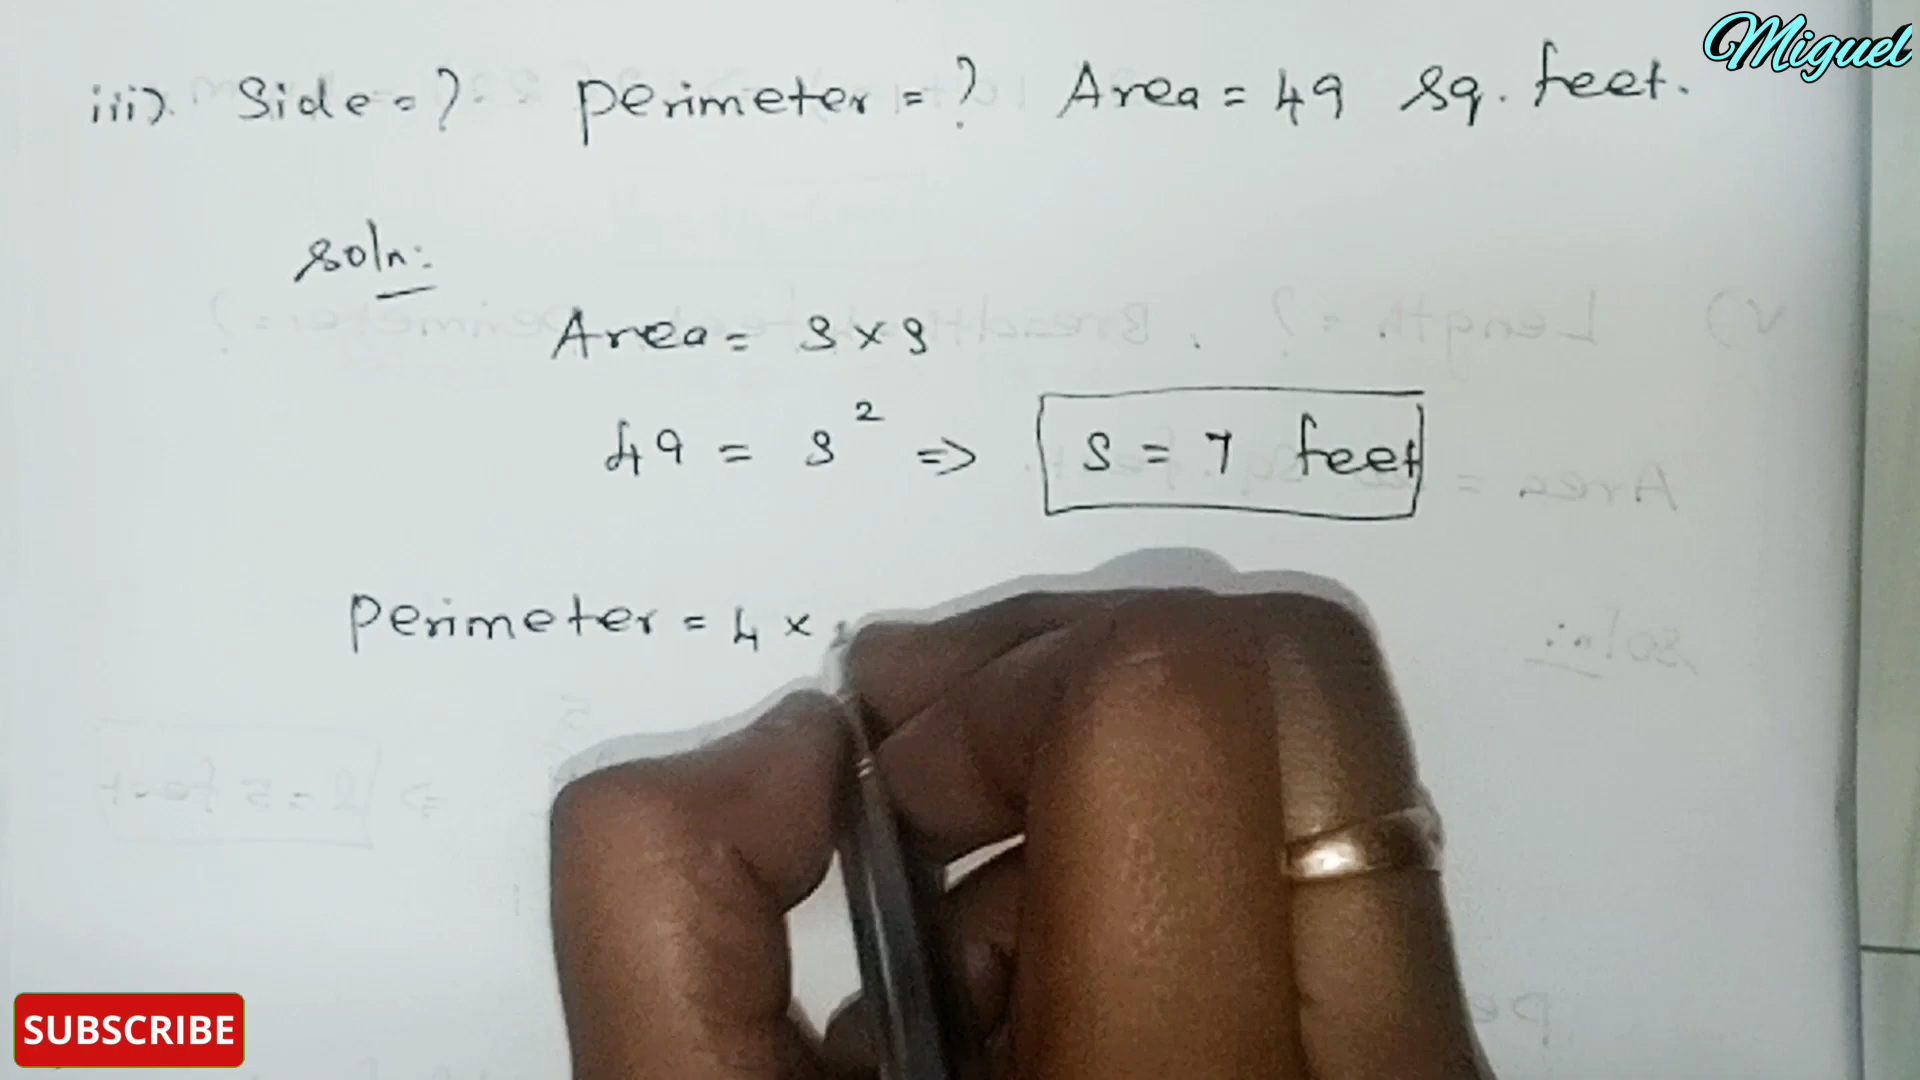 Miguel
iii). Side = ? Perimeter = ? Area = 49 sq. feet.
soln:
Area = s x s
49 = s² => s = 7 feet
Perimeter = 4 x
SUBSCRIBE